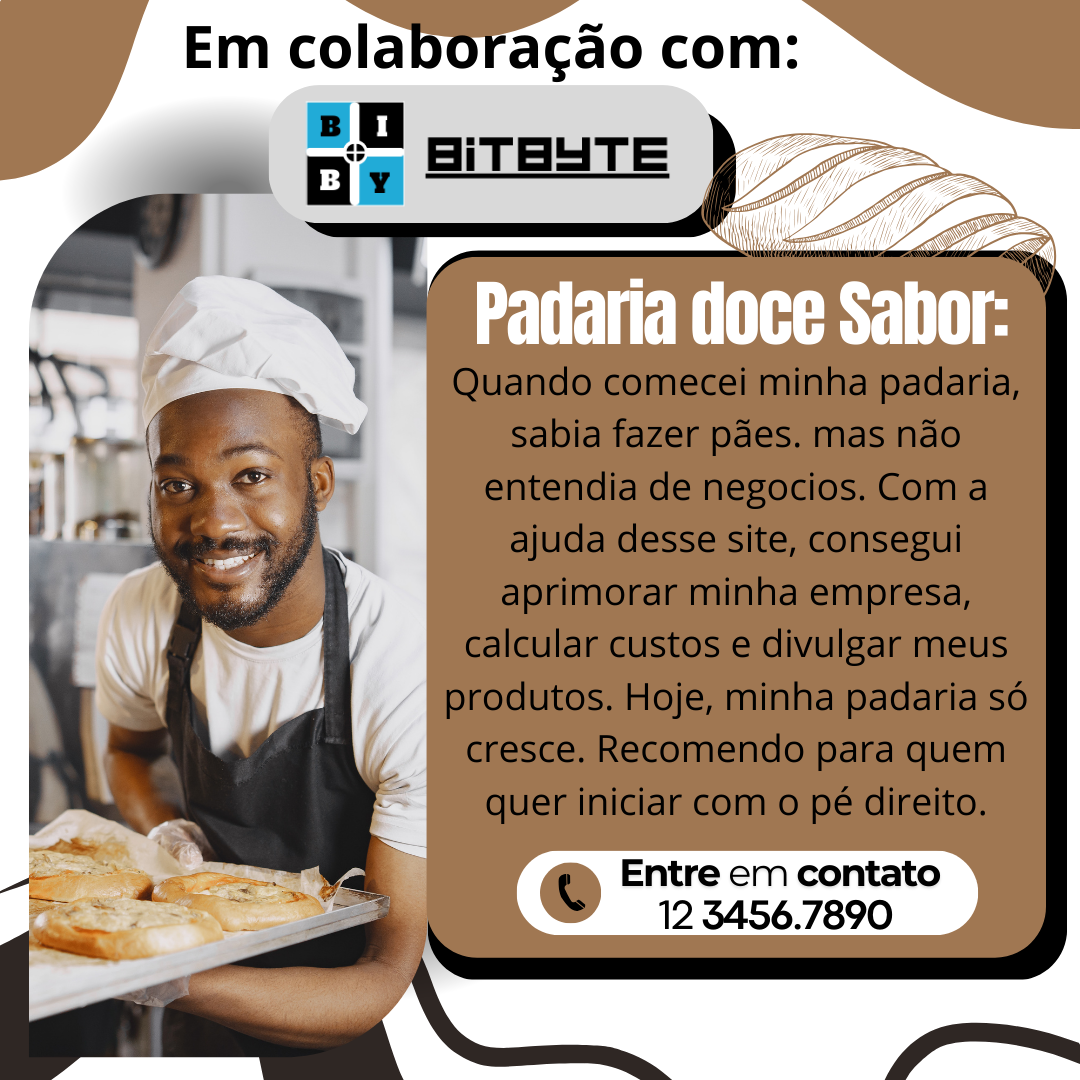 Em colaboração com:
B I
B Y
BiTBYTE
Padaria doce Sabor:
Quando comecei minha padaria,
sabia fazer pães. mas não
entendia de negocios. Com a
ajuda desse site, consegui
aprimorar minha empresa,
calcular custos e divulgar meus
produtos. Hoje, minha padaria só
cresce. Recomendo para quem
quer iniciar com o pé direito.
Entre em contato
12 3456.7890